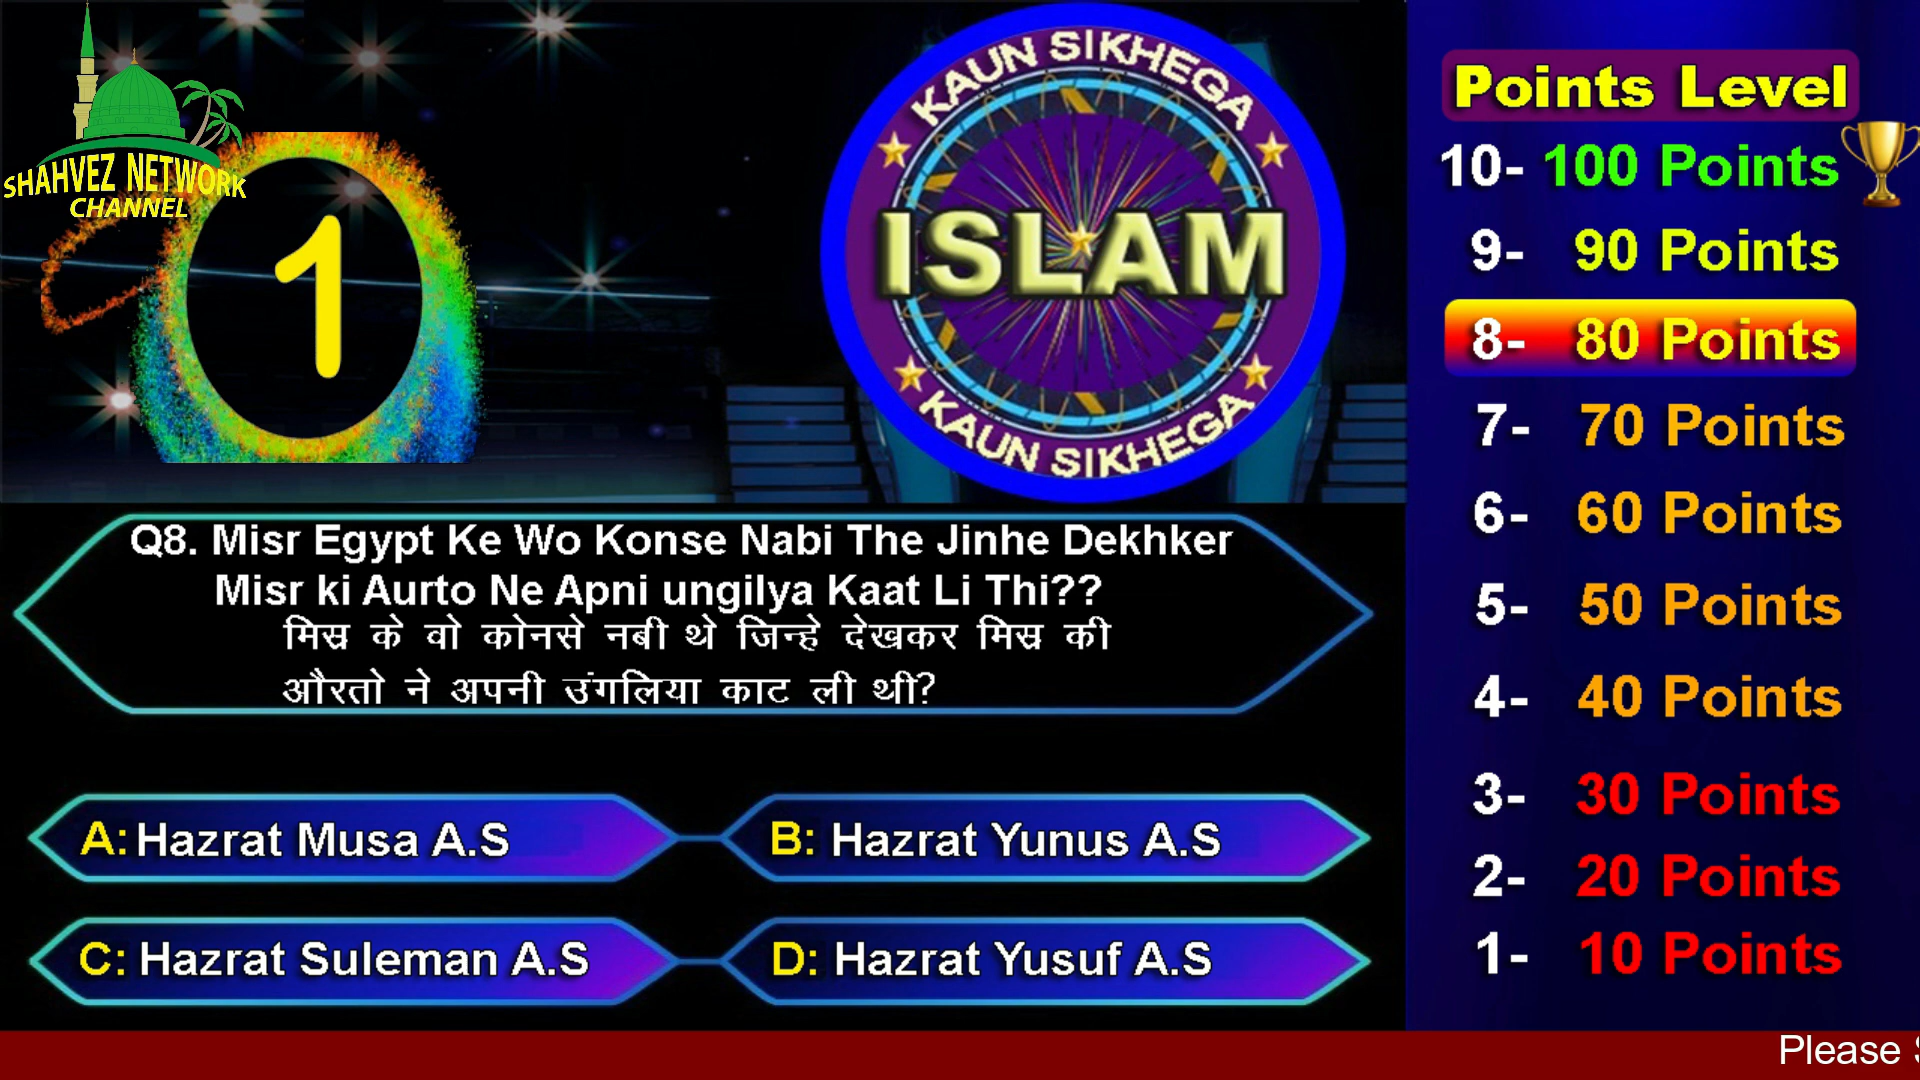 SHAHVEZ NETWORK
CHANNEL
1
KAUN SIKHEGA
ISLAM
KAUN SIKHEGA
Q8. Misr Egypt Ke Wo Konse Nabi The Jinhe Dekhker
Misr ki Aurto Ne Apni ungilya Kaat Li Thi??
मिस्र के वो कोनसे नबी थे जिन्हे देखकर मिस्र की
औरतो ने अपनी उंगलिया काट ली थी?
A: Hazrat Musa A.S
B: Hazrat Yunus A.S
C: Hazrat Suleman A.S
D: Hazrat Yusuf A.S
Points Level
10- 100 Points
9- 90 Points
8- 80 Points
7- 70 Points
6- 60 Points
5- 50 Points
4- 40 Points
3- 30 Points
2- 20 Points
1- 10 Points
Please